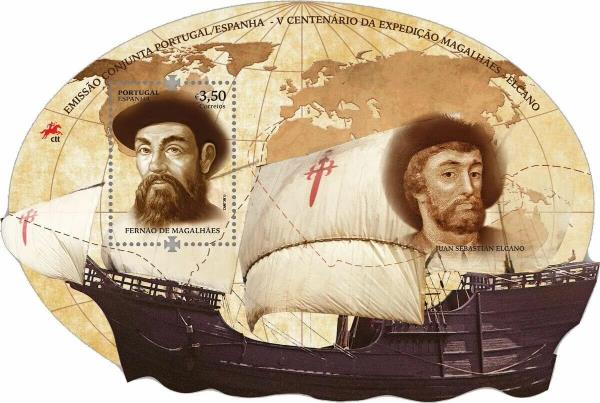 EMISSÃO CONJUNTA PORTUGAL/ESPANHA - V CENTENÁRIO DA EXPEDIÇÃO MAGALHÃES - ELCANO
PORTUGAL
ESPANHA
€3,50
Correios
ctt
FERNÃO DE MAGALHÃES
JUAN SEBASTIÁN ELCANO